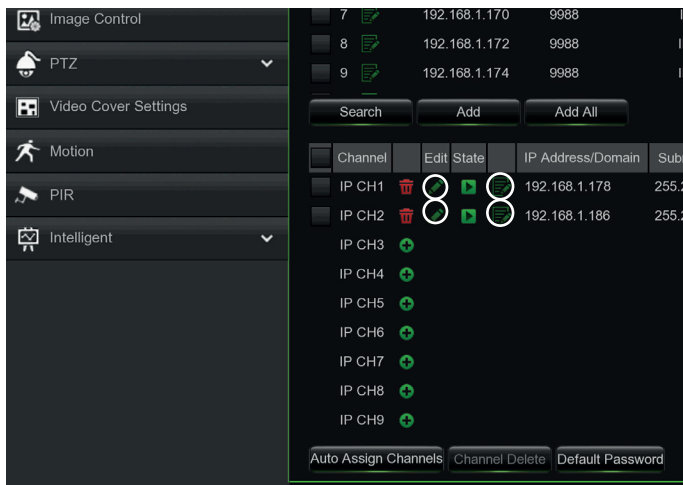 Image Control
PTZ
Video Cover Settings
Motion
PIR
Intelligent
7 192.168.1.170 9988
8 192.168.1.172 9988
9 192.168.1.174 9988
Search Add Add All
Channel Edit State IP Address/Domain Sub
IP CH1 192.168.1.178 255.
IP CH2 192.168.1.186 255.
IP CH3
IP CH4
IP CH5
IP CH6
IP CH7
IP CH8
IP CH9
Auto Assign Channels Channel Delete Default Password